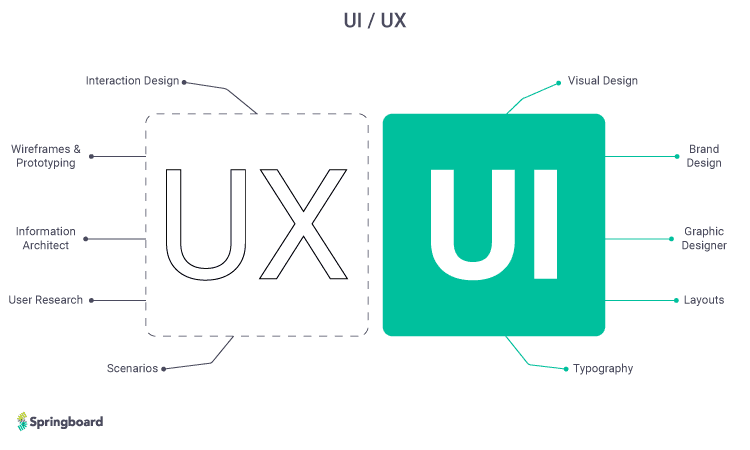 UI / UX
Interaction Design
Wireframes &
Prototyping
Information
Architect
User Research
Scenarios
UX
UI
Visual Design
Brand
Design
Graphic
Designer
Layouts
Typography
Springboard